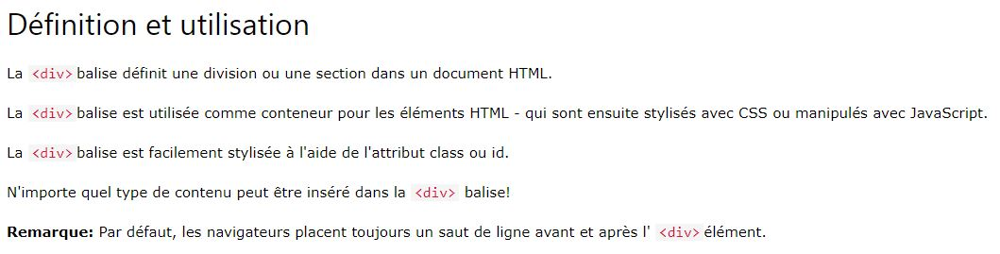 Définition et utilisation
La <div>balise définit une division ou une section dans un document HTML.
La <div>balise est utilisée comme conteneur pour les éléments HTML - qui sont ensuite stylisés avec CSS ou manipulés avec JavaScript.
La <div>balise est facilement stylisée à l'aide de l'attribut class ou id.
N'importe quel type de contenu peut être inséré dans la <div> balise!
Remarque: Par défaut, les navigateurs placent toujours un saut de ligne avant et après l' <div>élément.